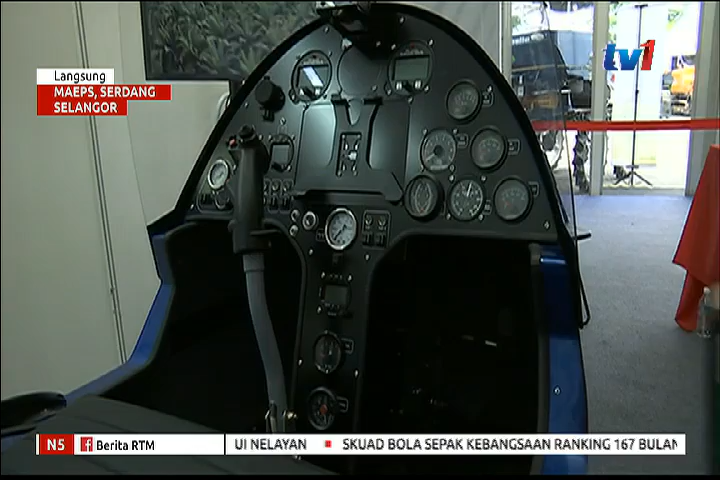 Langsung
MAEPS, SERDANG
SELANGOR
tv1
N5 f Berita RTM UI NELAYAN ▪ SKUAD BOLA SEPAK KEBANGSAAN RANKING 167 BULAN